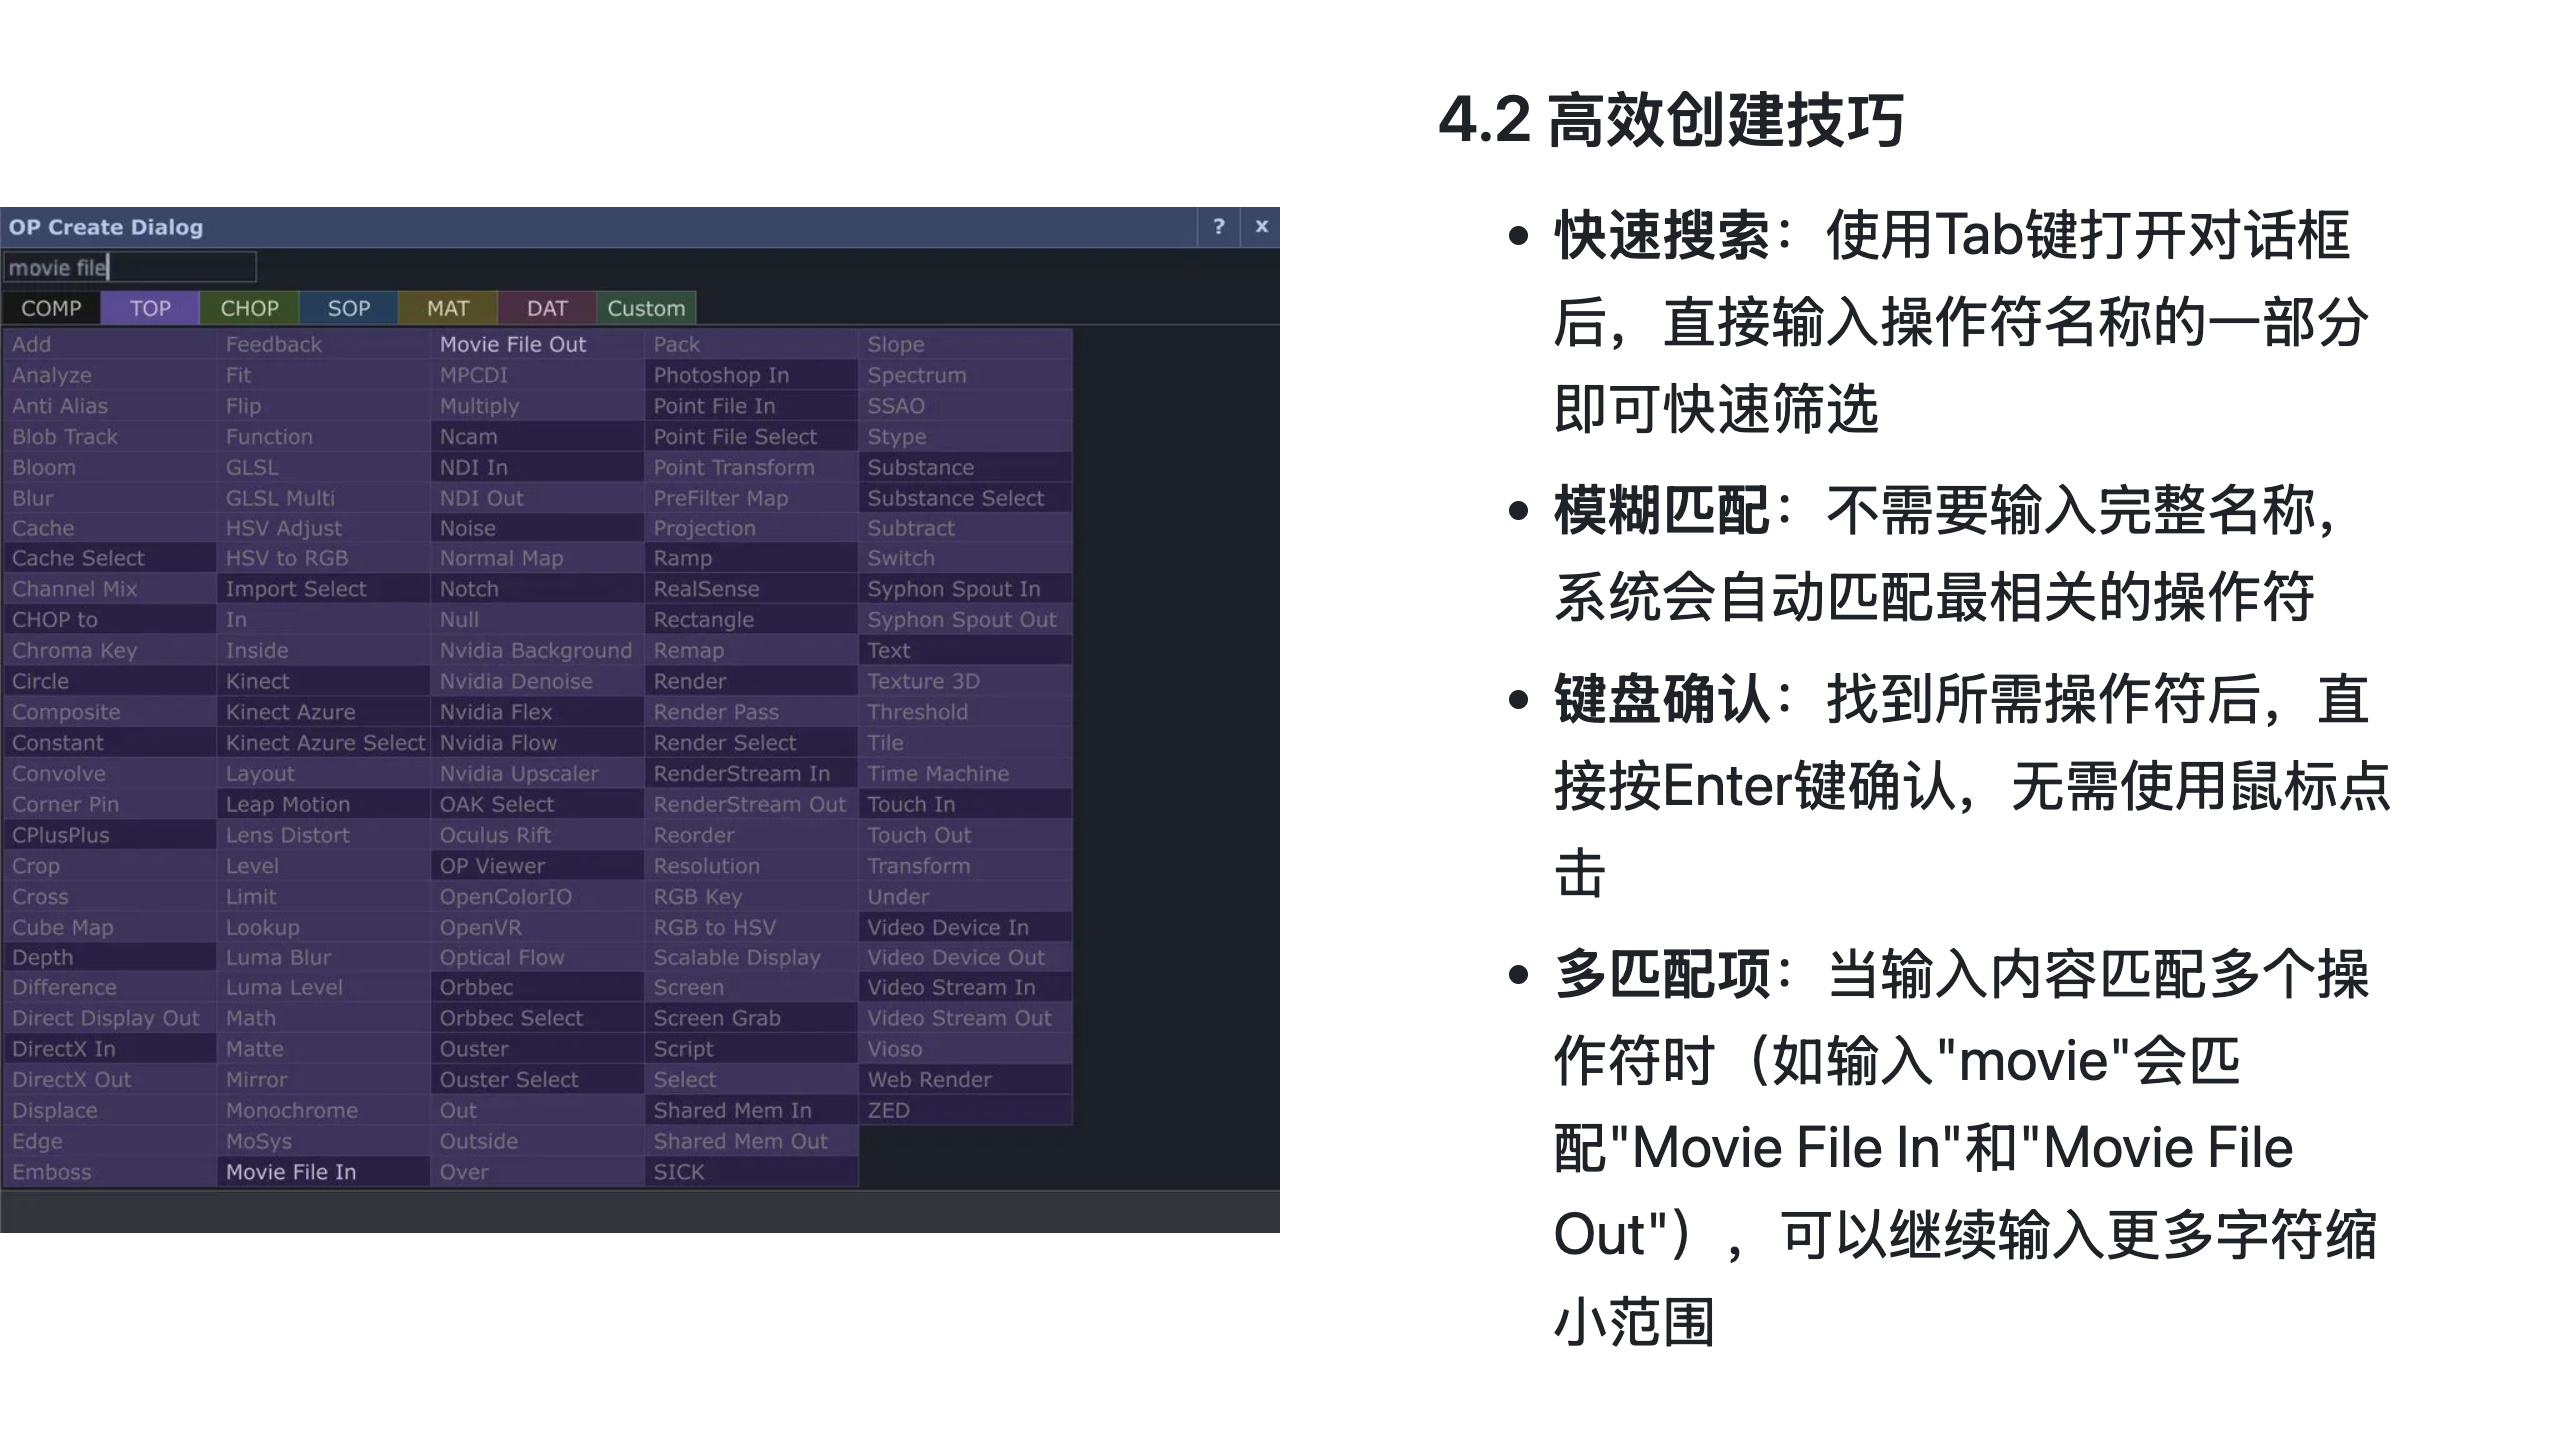 OP Create Dialog
?
x
movie file
COMP TOP CHOP SOP MAT DAT Custom
Add Feedback Movie File Out Pack Slope
Analyze Fit MPCDI Photoshop In Spectrum
Anti Alias Flip Multiply Point File In SSAO
Blob Track Function Ncam Point File Select Stype
Bloom GLSL NDI In Point Transform Substance
Blur GLSL Multi NDI Out PreFilter Map Substance Select
Cache HSV Adjust Noise Projection Subtract
Cache Select HSV to RGB Normal Map Ramp Switch
Channel Mix Import Select Notch RealSense Syphon Spout In
CHOP to In Null Rectangle Syphon Spout Out
Chroma Key Inside Nvidia Background Remap Text
Circle Kinect Nvidia Denoise Render Texture 3D
Composite Kinect Azure Nvidia Flex Render Pass Threshold
Constant Kinect Azure Select Nvidia Flow Render Select Tile
Convolve Layout Nvidia Upscaler RenderStream In Time Machine
Corner Pin Leap Motion OAK Select RenderStream Out Touch In
CPlusPlus Lens Distort Oculus Rift Reorder Touch Out
Crop Level OP Viewer Resolution Transform
Cross Limit OpenColorIO RGB Key Under
Cube Map Lookup OpenVR RGB to HSV Video Device In
Depth Luma Blur Optical Flow Scalable Display Video Device Out
Difference Luma Level Orbbec Screen Video Stream In
Direct Display Out Math Orbbec Select Screen Grab Video Stream Out
DirectX In Matte Ouster Script Vioso
DirectX Out Mirror Ouster Select Select Web Render
Displace Monochrome Out Shared Mem In ZED
Edge MoSys Outside Shared Mem Out
Emboss Movie File In Over SICK
4.2 高效创建技巧
• 快速搜索：使用Tab键打开对话框
后，直接输入操作符名称的一部分
即可快速筛选
• 模糊匹配：不需要输入完整名称，
系统会自动匹配最相关的操作符
• 键盘确认：找到所需操作符后，直
接按Enter键确认，无需使用鼠标点
击
• 多匹配项：当输入内容匹配多个操
作符时（如输入"movie"会匹
配"Movie File In"和"Movie File
Out"），可以继续输入更多字符缩
小范围